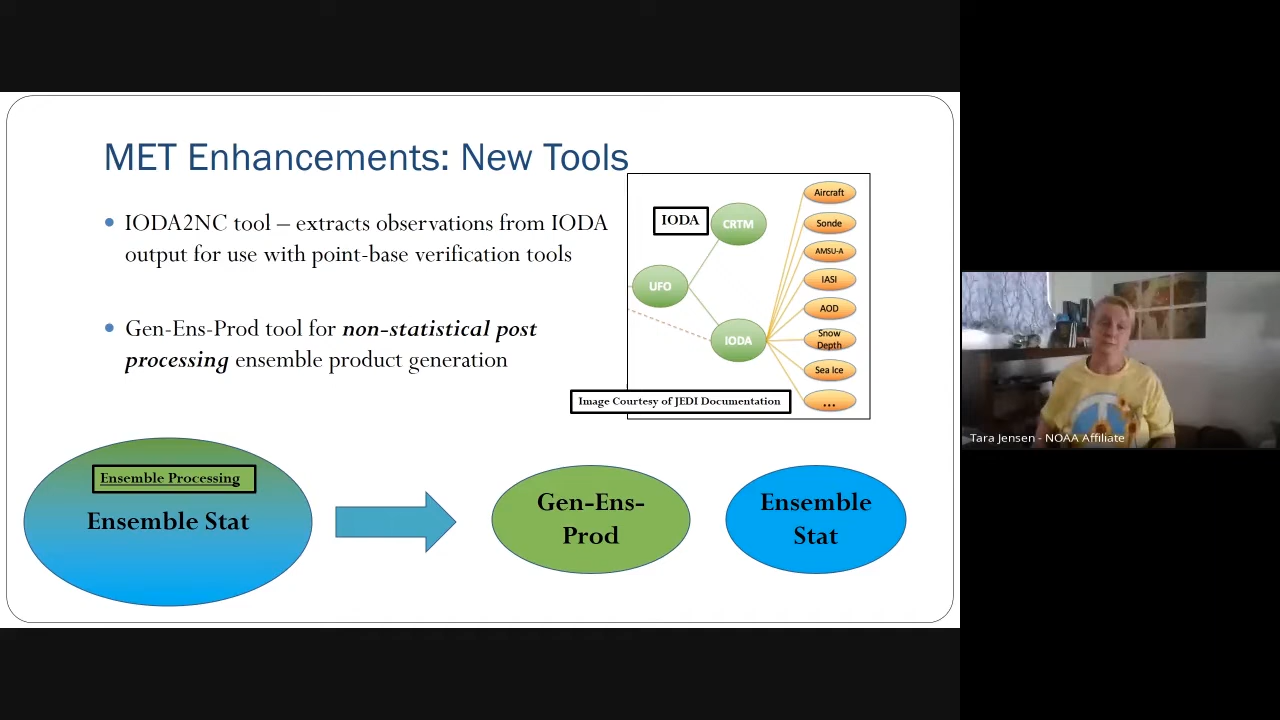 MET Enhancements: New Tools
IODA2NC tool – extracts observations from IODA
output for use with point-base verification tools
Gen-Ens-Prod tool for non-statistical post
processing ensemble product generation
IODA
CRTM
UFO
IODA
Aircraft
Sonde
AMSU-A
IASI
AOD
Snow
Depth
Sea Ice
...
Image Courtesy of JEDI Documentation
Ensemble Processing
Ensemble Stat
Gen-Ens-
Prod
Ensemble
Stat
Tara Jensen - NOAA Affiliate